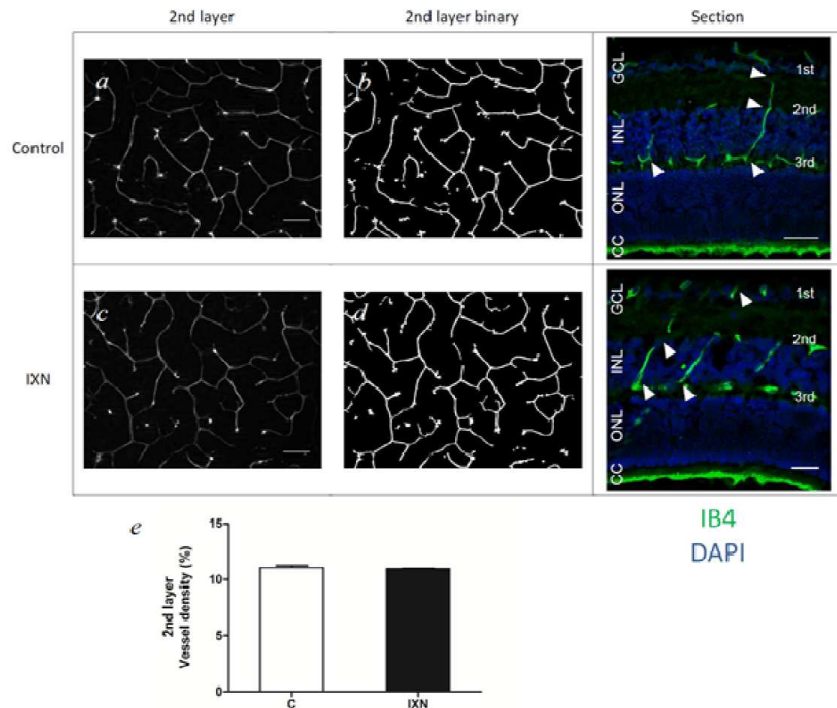 2nd layer 2nd layer binary Section
Control
a
b
GCL
INL
ONL
CC
1st
2nd
3rd
IXN
c
d
GCL
INL
ONL
CC
1st
2nd
3rd
IB4
DAPI
e
2nd layer
Vessel density (%)
15
10
5
0
C IXN